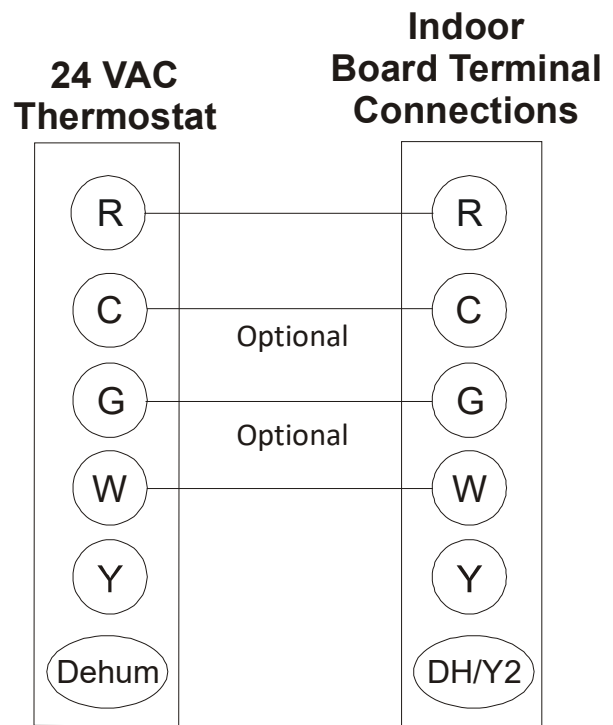 24 VAC
Thermostat
Indoor
Board Terminal
Connections
R
R
C
C
Optional
G
G
Optional
W
W
Y
Y
Dehum
DH/Y2